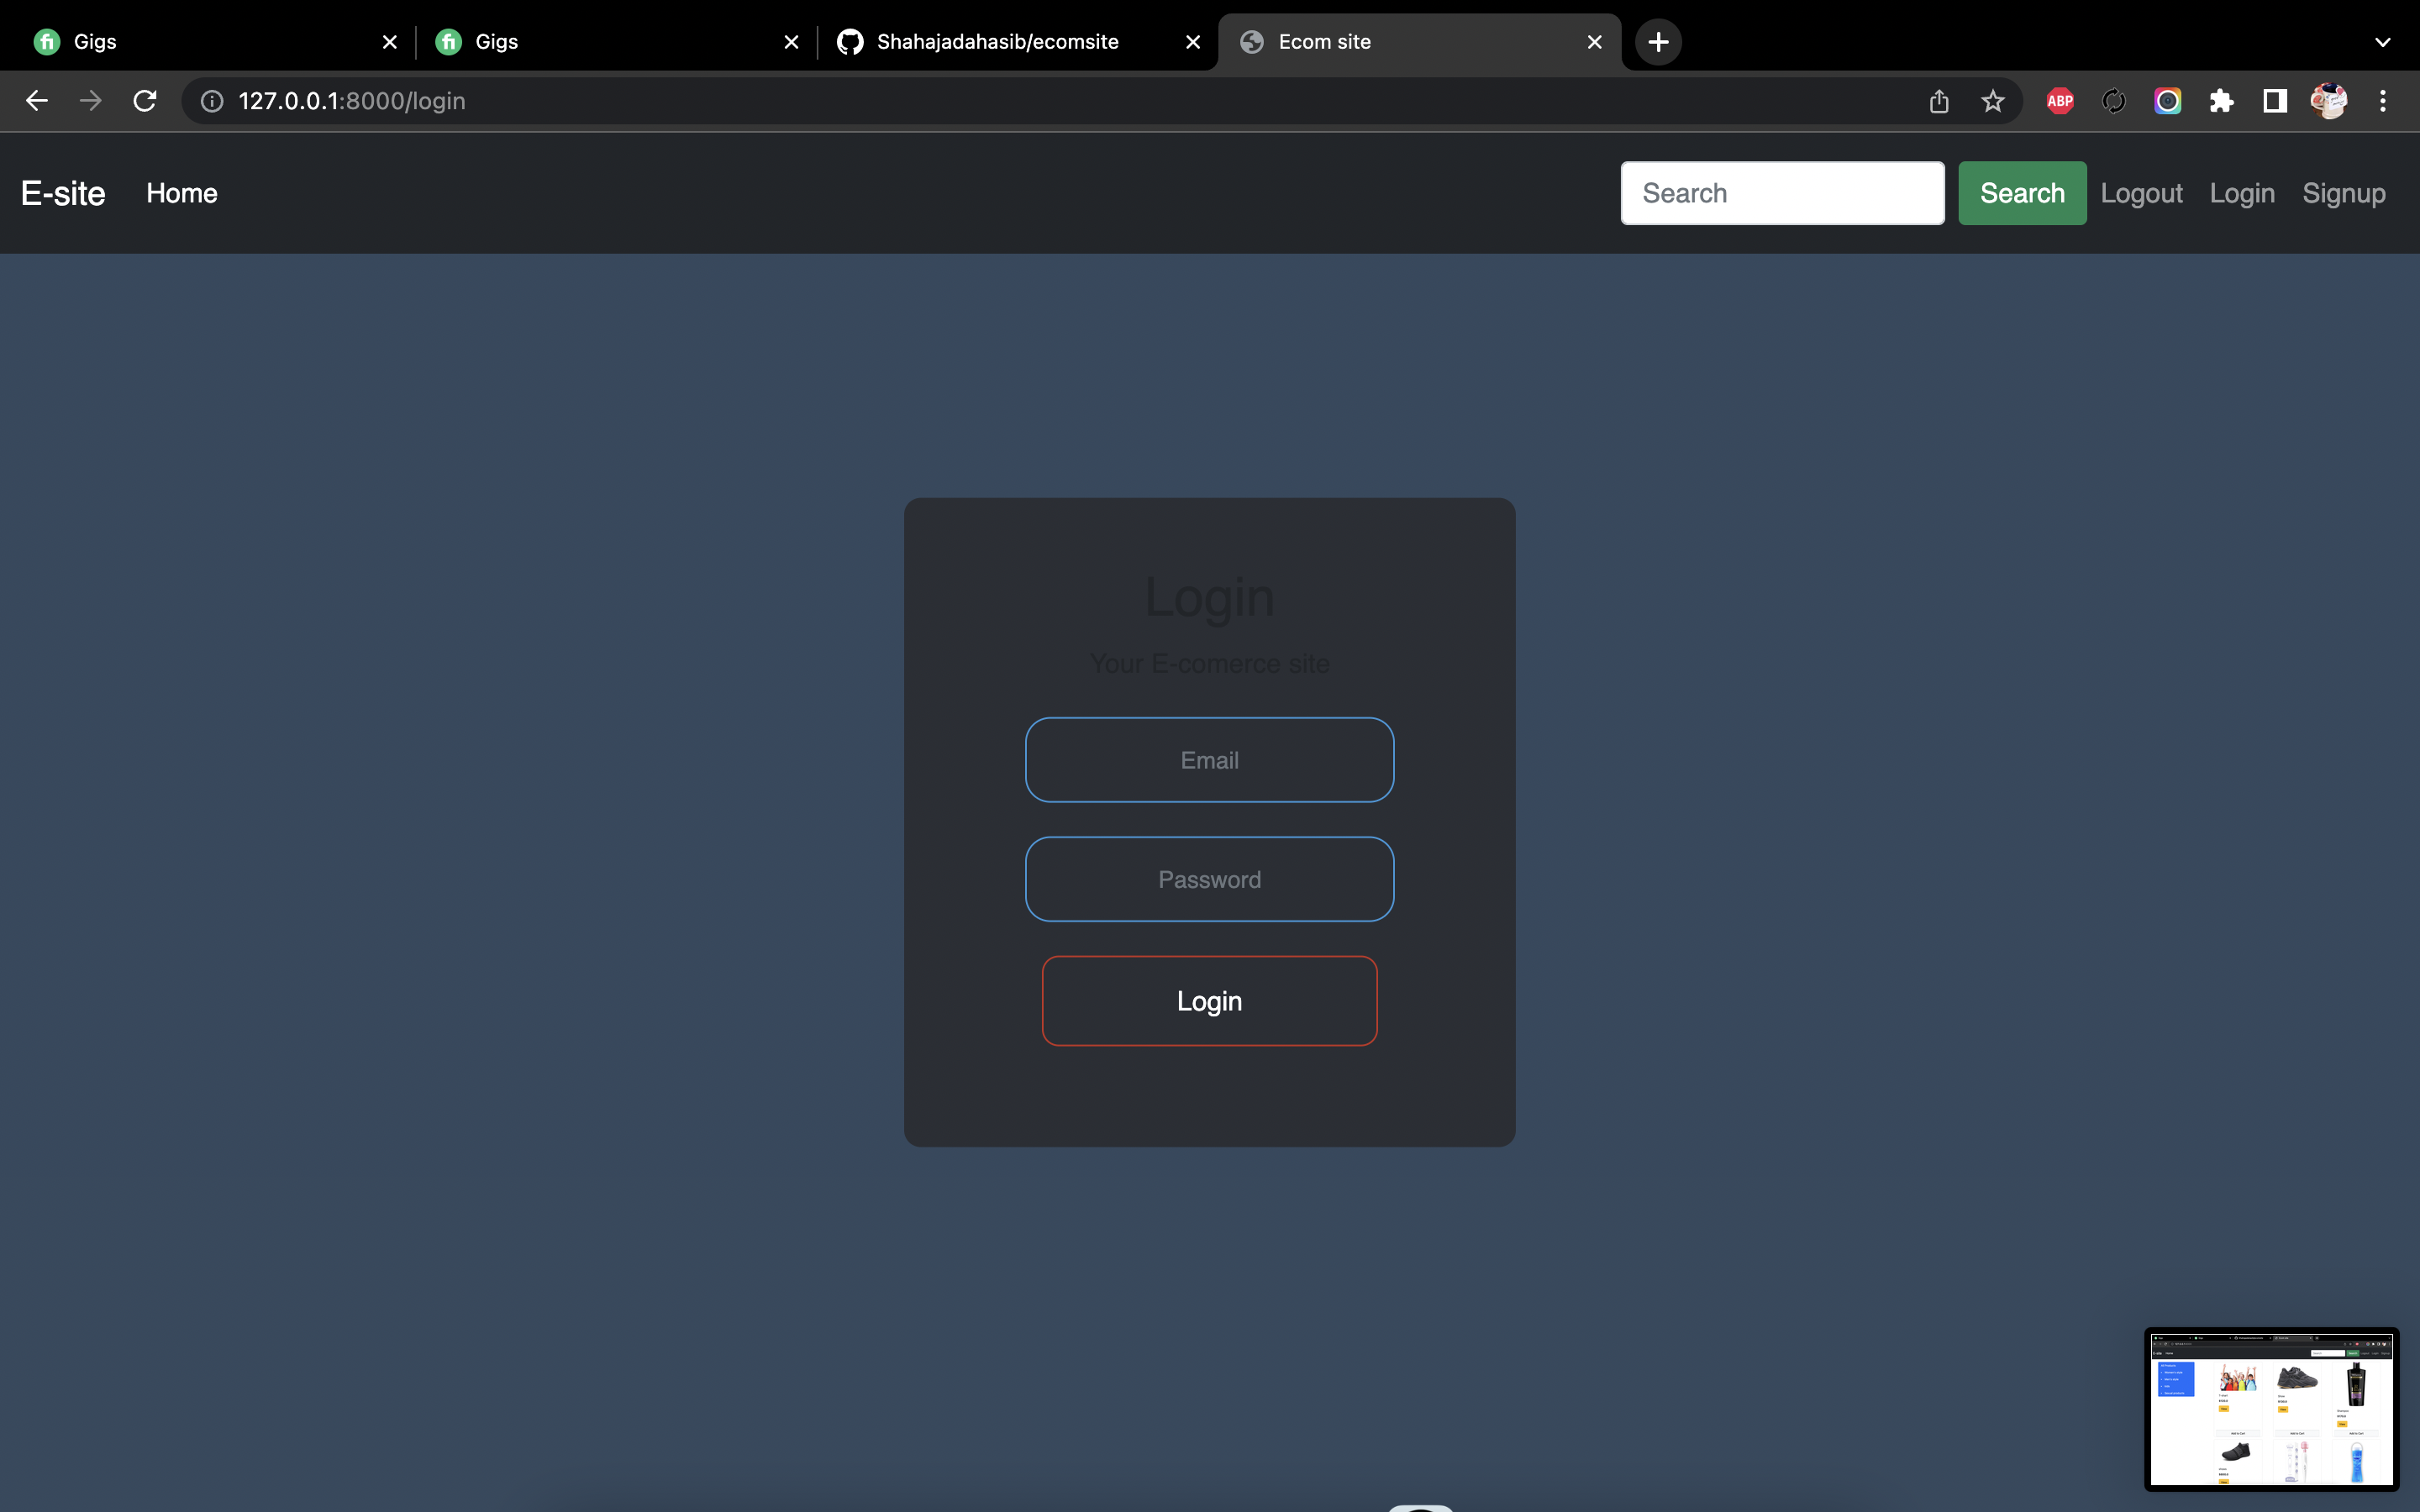 Gigs
Gigs
Shahajadahasib/ecomsite
Ecom site
127.0.0.1:8000/login
ABP
E-site
Home
Search
Search
Logout
Login
Signup
Login
Your E-comerce site
Email
Password
Login